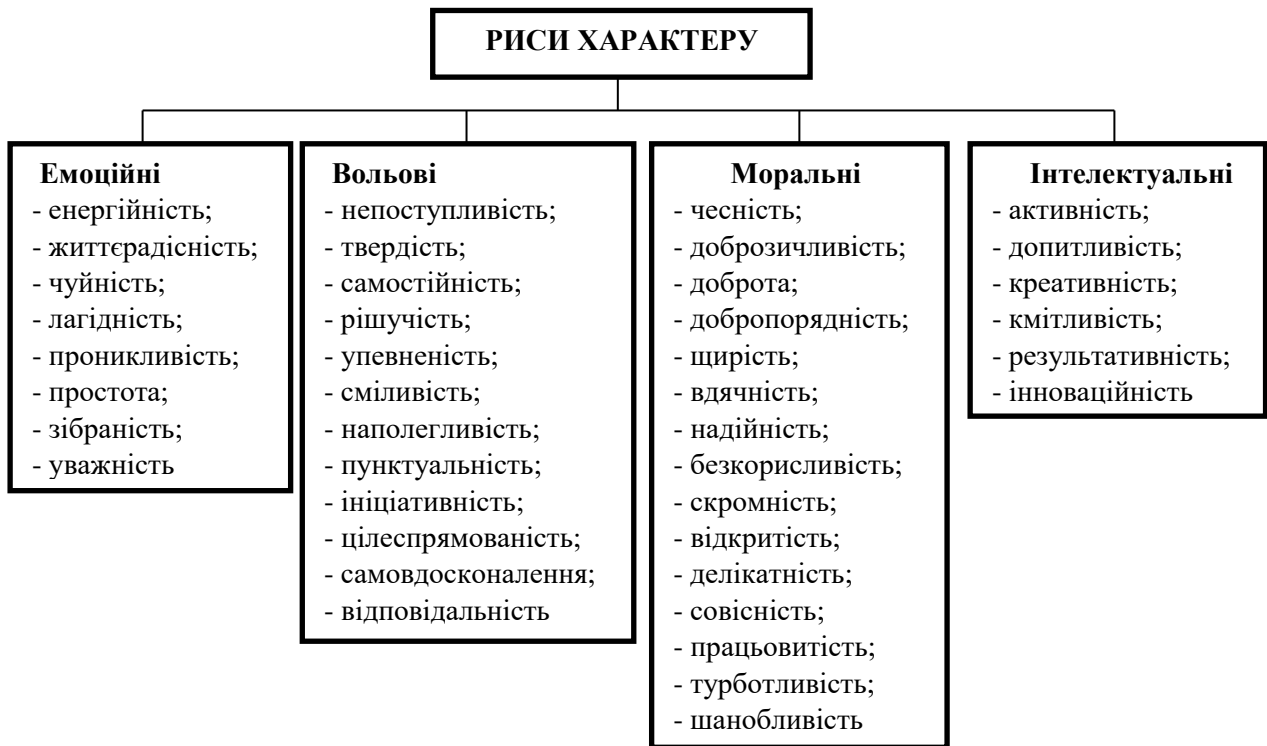 РИСИ ХАРАКТЕРУ
Емоційні
- енергійність;
- життєрадісність;
- чуйність;
- лагідність;
- проникливість;
- простота;
- зібраність;
- уважність
Вольові
- непоступливість;
- твердість;
- самостійність;
- рішучість;
- упевненість;
- сміливість;
- наполегливість;
- пунктуальність;
- ініціативність;
- цілеспрямованість;
- самовдосконалення;
- відповідальність
Моральні
- чесність;
- доброзичливість;
- доброта;
- добропорядність;
- щирість;
- вдячність;
- надійність;
- безкорисливість;
- скромність;
- відкритість;
- делікатність;
- совісність;
- працьовитість;
- турботливість;
- шанобливість
Інтелектуальні
- активність;
- допитливість;
- креативність;
- кмітливість;
- результативність;
- інноваційність